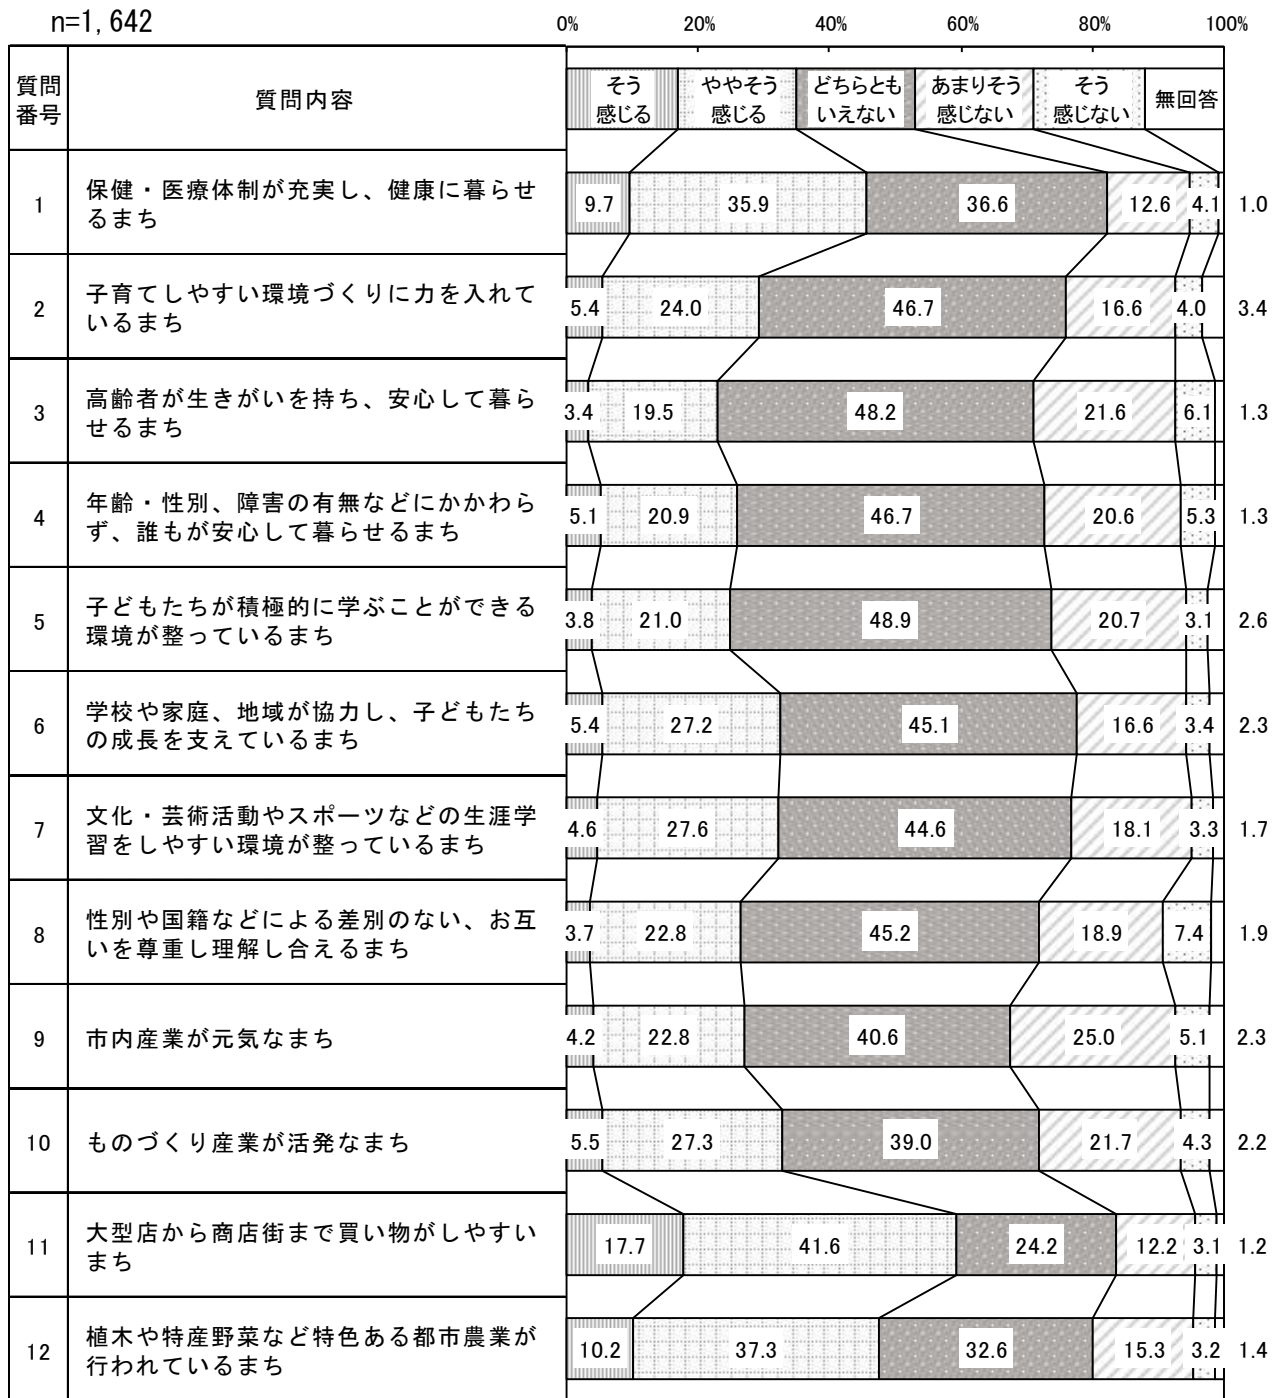 n=1,642
0% 20% 40% 60% 80% 100%
質問
番号
質問内容
そう
感じる
ややそう
感じる
どちらとも
いえない
あまりそう
感じない
そう
感じない
無回答
1
保健・医療体制が充実し、健康に暮らせ
るまち
9.7 35.9 36.6 12.6 4.1 1.0
2
子育てしやすい環境づくりに力を入れて
いるまち
5.4 24.0 46.7 16.6 4.0 3.4
3
高齢者が生きがいを持ち、安心して暮ら
せるまち
3.4 19.5 48.2 21.6 6.1 1.3
4
年齢・性別、障害の有無などにかかわら
ず、誰もが安心して暮らせるまち
5.1 20.9 46.7 20.6 5.3 1.3
5
子どもたちが積極的に学ぶことができる
環境が整っているまち
3.8 21.0 48.9 20.7 3.1 2.6
6
学校や家庭、地域が協力し、子どもたち
の成長を支えているまち
5.4 27.2 45.1 16.6 3.4 2.3
7
文化・芸術活動やスポーツなどの生涯学
習をしやすい環境が整っているまち
4.6 27.6 44.6 18.1 3.3 1.7
8
性別や国籍などによる差別のない、お互
いを尊重し理解し合えるまち
3.7 22.8 45.2 18.9 7.4 1.9
9
市内産業が元気なまち
4.2 22.8 40.6 25.0 5.1 2.3
10
ものづくり産業が活発なまち
5.5 27.3 39.0 21.7 4.3 2.2
11
大型店から商店街まで買い物がしやすい
まち
17.7 41.6 24.2 12.2 3.1 1.2
12
植木や特産野菜など特色ある都市農業が
行われているまち
10.2 37.3 32.6 15.3 3.2 1.4